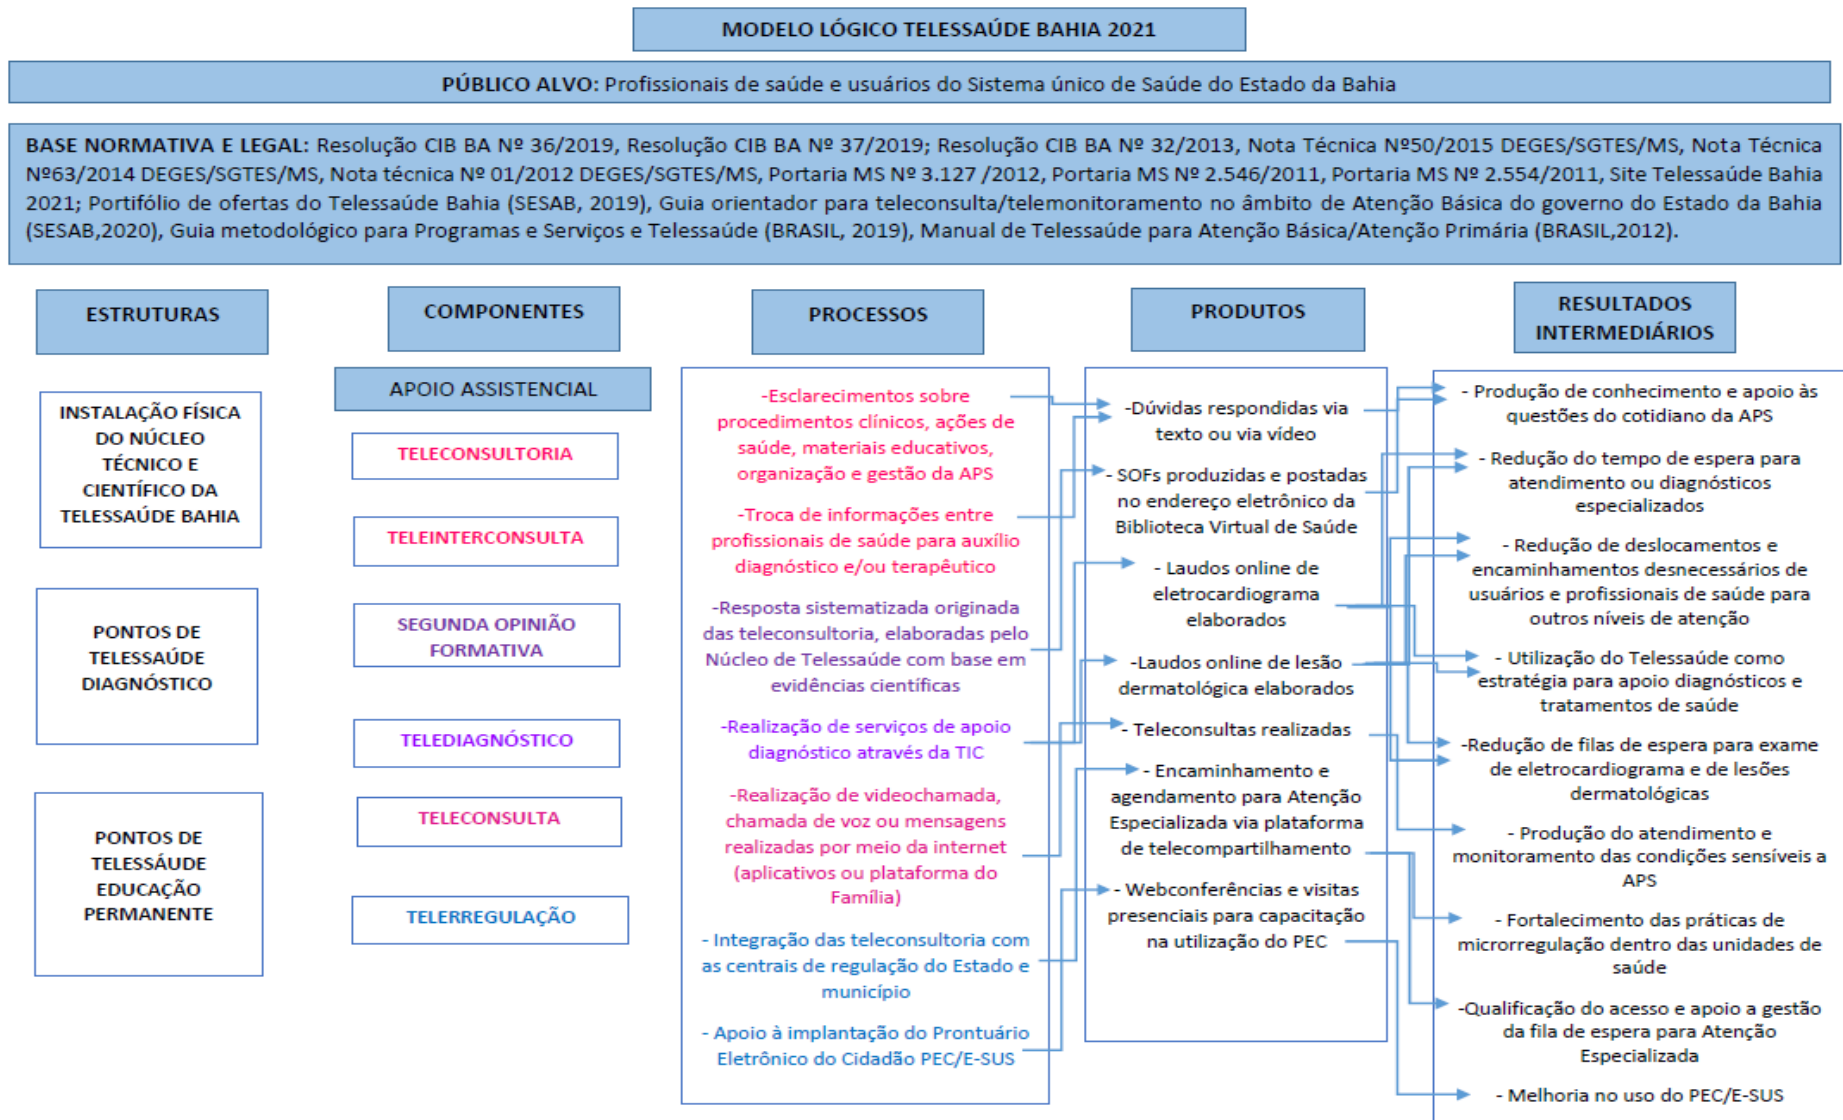 MODELO LÓGICO TELESSAÚDE BAHIA 2021
PÚBLICO ALVO: Profissionais de saúde e usuários do Sistema único de Saúde do Estado da Bahia
BASE NORMATIVA E LEGAL: Resolução CIB BA Nº 36/2019, Resolução CIB BA Nº 37/2019; Resolução CIB BA Nº 32/2013, Nota Técnica Nº50/2015 DEGES/SGTES/MS, Nota Técnica
Nº63/2014 DEGES/SGTES/MS, Nota técnica Nº 01/2012 DEGES/SGTES/MS, Portaria MS Nº 3.127 /2012, Portaria MS Nº 2.546/2011, Portaria MS Nº 2.554/2011, Site Telessaúde Bahia
2021; Portifólio de ofertas do Telessaúde Bahia (SESAB, 2019), Guia orientador para teleconsulta/telemonitoramento no âmbito de Atenção Básica do governo do Estado da Bahia
(SESAB,2020), Guia metodológico para Programas e Serviços e Telessaúde (BRASIL, 2019), Manual de Telessaúde para Atenção Básica/Atenção Primária (BRASIL,2012).
ESTRUTURAS
INSTALAÇÃO FÍSICA
DO NÚCLEO
TÉCNICO E
CIENTÍFICO DA
TELESSAÚDE BAHIA
PONTOS DE
TELESSAÚDE
DIAGNÓSTICO
PONTOS DE
TELESSÁUDE
EDUCAÇÃO
PERMANENTE
COMPONENTES
APOIO ASSISTENCIAL
TELECONSULTORIA
TELEINTERCONSULTA
SEGUNDA OPINIÃO
FORMATIVA
TELEDIAGNÓSTICO
TELECONSULTA
TELERREGULAÇÃO
PROCESSOS
-Esclarecimentos sobre
procedimentos clínicos, ações de
saúde, materiais educativos,
organização e gestão da APS
-Troca de informações entre
profissionais de saúde para auxílio
diagnóstico e/ou terapêutico
-Resposta sistematizada originada
das teleconsultoria, elaboradas pelo
Núcleo de Telessaúde com base em
evidências científicas
-Realização de serviços de apoio
diagnóstico através da TIC
-Realização de videochamada,
chamada de voz ou mensagens
realizadas por meio da internet
(aplicativos ou plataforma do
Família)
- Integração das teleconsultoria com
as centrais de regulação do Estado e
município
- Apoio à implantação do Prontuário
Eletrônico do Cidadão PEC/E-SUS
PRODUTOS
-Dúvidas respondidas via
texto ou via vídeo
- SOFs produzidas e postadas
no endereço eletrônico da
Biblioteca Virtual de Saúde
- Laudos online de
eletrocardiograma
elaborados
-Laudos online de lesão
dermatológica elaborados
- Teleconsultas realizadas
- Encaminhamento e
agendamento para Atenção
Especializada via plataforma
de telecompartilhamento
- Webconferências e visitas
presenciais para capacitação
na utilização do PEC
RESULTADOS
INTERMEDIÁRIOS
- Produção de conhecimento e apoio às
questões do cotidiano da APS
- Redução do tempo de espera para
atendimento ou diagnósticos
especializados
- Redução de deslocamentos e
encaminhamentos desnecessários de
usuários e profissionais de saúde para
outros níveis de atenção
- Utilização do Telessaúde como
estratégia para apoio diagnósticos e
tratamentos de saúde
-Redução de filas de espera para exame
de eletrocardiograma e de lesões
dermatológicas
- Produção do atendimento e
monitoramento das condições sensíveis a
APS
- Fortalecimento das práticas de
microrregulação dentro das unidades de
saúde
-Qualificação do acesso e apoio a gestão
da fila de espera para Atenção
Especializada
- Melhoria no uso do PEC/E-SUS